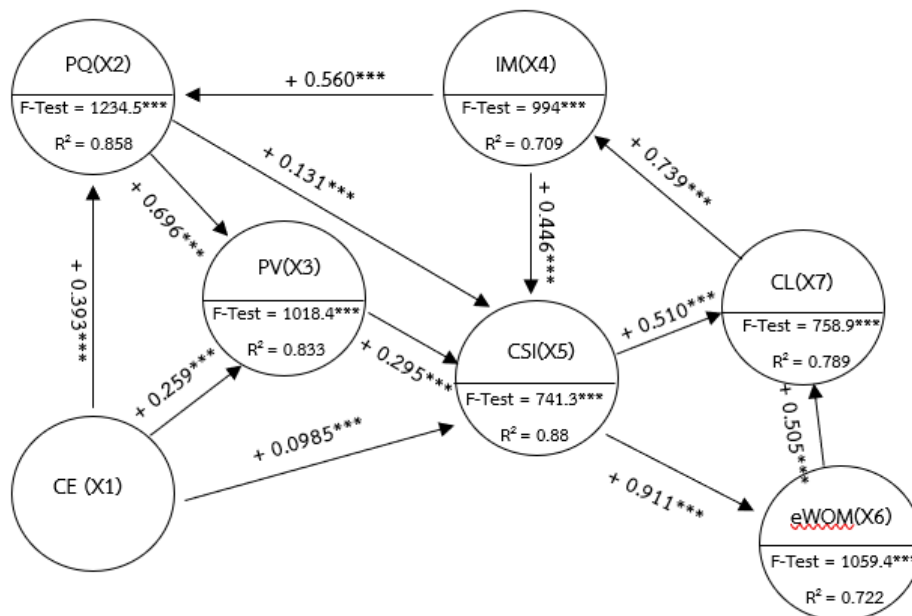 PQ(X2)
F-Test = 1234.5***
R² = 0.858
+ 0.560***
IM(X4)
F-Test = 994***
R² = 0.709
+ 0.131***
+ 0.696***
+ 0.446***
+ 0.739***
+ 0.393***
PV(X3)
F-Test = 1018.4***
R² = 0.833
+ 0.259***
+ 0.295***
CSI(X5)
F-Test = 741.3***
R² = 0.88
+ 0.510***
CL(X7)
F-Test = 758.9***
R² = 0.789
CE (X1)
+ 0.0985***
+ 0.911***
+ 0.505***
eWOM(X6)
F-Test = 1059.4***
R² = 0.722